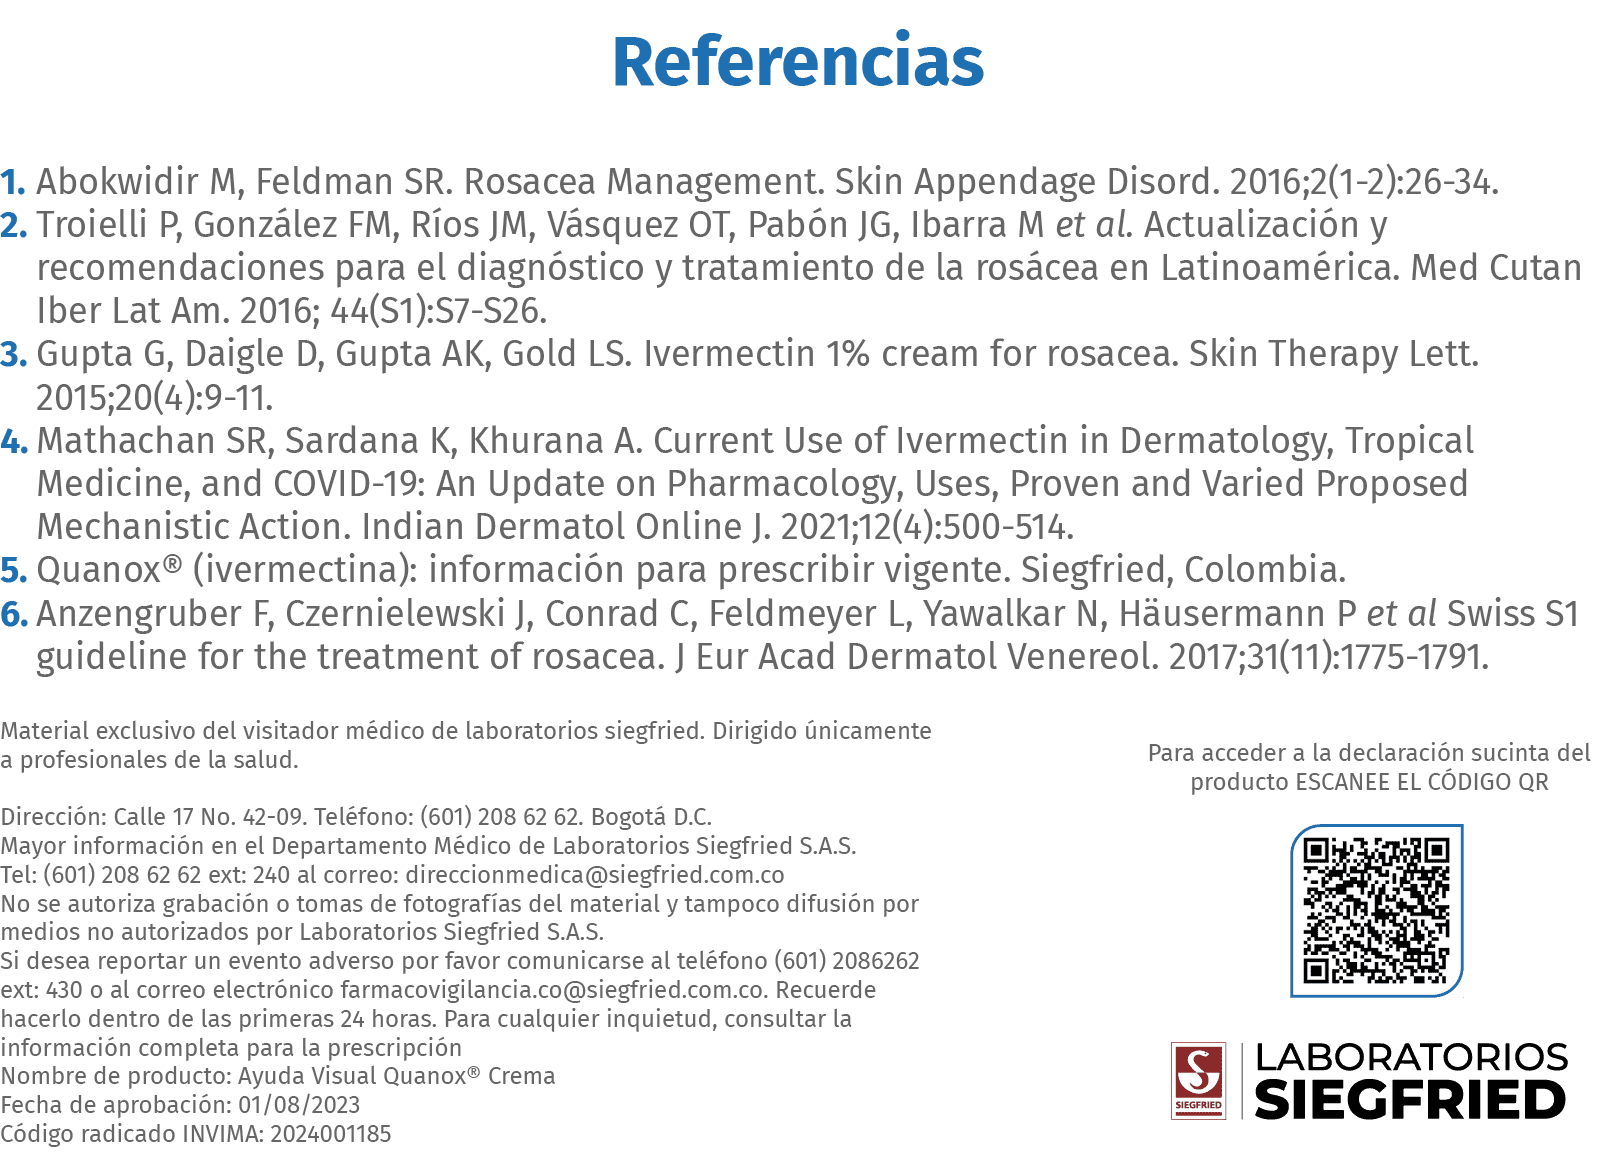 Referencias
1. Abokwidir M, Feldman SR. Rosacea Management. Skin Appendage Disord. 2016;2(1-2):26-34.
2. Troielli P, González FM, Ríos JM, Vásquez OT, Pabón JG, Ibarra M et al. Actualización y
recomendaciones para el diagnóstico y tratamiento de la rosácea en Latinoamérica. Med Cutan
Iber Lat Am. 2016; 44(S1):S7-S26.
3. Gupta G, Daigle D, Gupta AK, Gold LS. Ivermectin 1% cream for rosacea. Skin Therapy Lett.
2015;20(4):9-11.
4. Mathachan SR, Sardana K, Khurana A. Current Use of Ivermectin in Dermatology, Tropical
Medicine, and COVID-19: An Update on Pharmacology, Uses, Proven and Varied Proposed
Mechanistic Action. Indian Dermatol Online J. 2021;12(4):500-514.
5. Quanox® (ivermectina): información para prescribir vigente. Siegfried, Colombia.
6. Anzengruber F, Czernielewski J, Conrad C, Feldmeyer L, Yawalkar N, Häusermann P et al Swiss S1
guideline for the treatment of rosacea. J Eur Acad Dermatol Venereol. 2017;31(11):1775-1791.
Material exclusivo del visitador médico de laboratorios siegfried. Dirigido únicamente
a profesionales de la salud.
Dirección: Calle 17 No. 42-09. Teléfono: (601) 208 62 62. Bogotá D.C.
Mayor información en el Departamento Médico de Laboratorios Siegfried S.A.S.
Tel: (601) 208 62 62 ext: 240 al correo: direccionmedica@siegfried.com.co
No se autoriza grabación o tomas de fotografías del material y tampoco difusión por
medios no autorizados por Laboratorios Siegfried S.A.S.
Si desea reportar un evento adverso por favor comunicarse al teléfono (601) 2086262
ext: 430 o al correo electrónico farmacovigilancia.co@siegfried.com.co. Recuerde
hacerlo dentro de las primeras 24 horas. Para cualquier inquietud, consultar la
información completa para la prescripción
Nombre de producto: Ayuda Visual Quanox® Crema
Fecha de aprobación: 01/08/2023
Código radicado INVIMA: 2024001185
Para acceder a la declaración sucinta del
producto ESCANEE EL CÓDIGO QR
SIEGFRIED
LABORATORIOS
SIEGFRIED